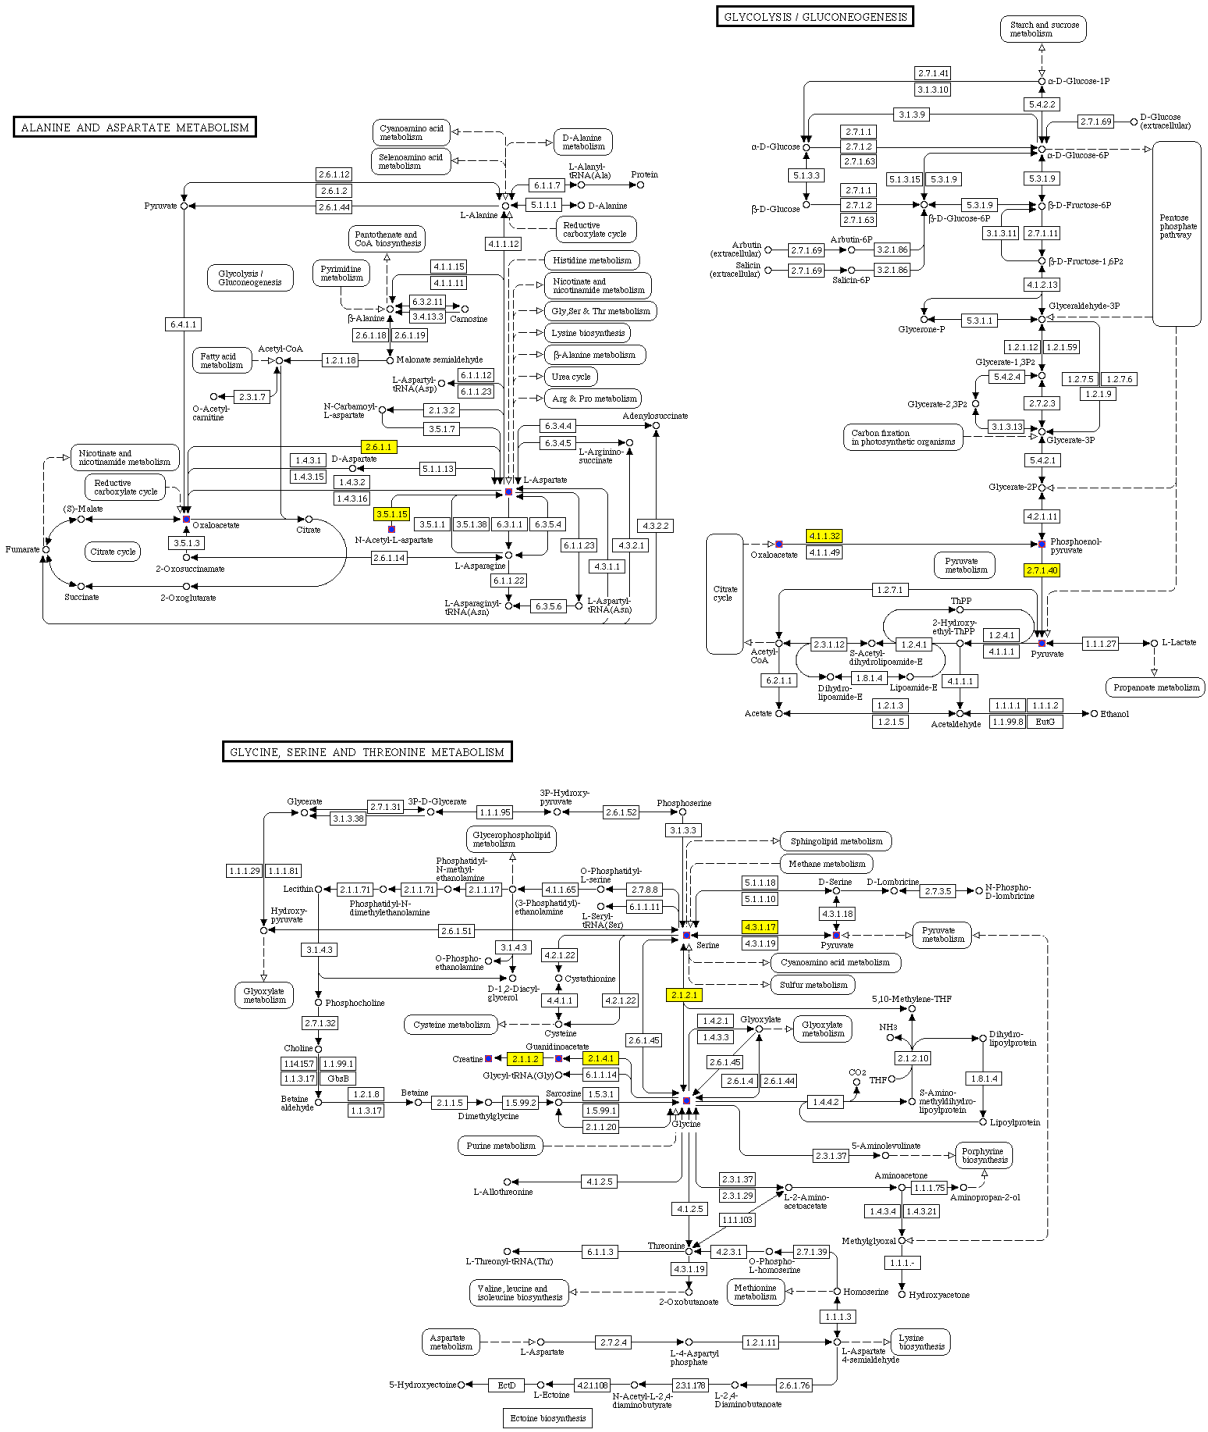 ALANINE AND ASPARTATE METABOLISM
Cyanoamino acid
metabolism
Selenoamino acid
metabolism
D-Alanine
metabolism
2.6.1.12
2.6.1.2
2.6.1.44
Pyruvate
L-Alanine
L-Alanyl-
tRNA(Ala)
6.1.1.7
Protein
5.1.1.1
D-Alanine
Reductive
carboxylate cycle
Pantothenate and
CoA biosynthesis
4.1.1.12
Glycolysis /
Gluconeogenesis
Pyrimidine
metabolism
4.1.1.15
4.1.1.11
Histidine metabolism
Nicotinate and
nicotinamide metabolism
Gly,Ser & Thr metabolism
Lysine biosynthesis
β-Alanine metabolism
Urea cycle
Arg & Pro metabolism
6.3.2.11
3.4.13.3
β-Alanine
Carnosine
6.4.1.1
2.6.1.18
2.6.1.19
Acetyl-CoA
Fatty acid
metabolism
1.2.1.18
Malonate semialdehyde
6.1.1.12
6.1.1.23
L-Aspartyl-
tRNA(Asp)
2.3.1.7
O-Acetyl-
carnitine
N-Carbamoyl-
L-aspartate
2.1.3.2
3.5.1.7
Adenylosuccinate
6.3.4.4
6.3.4.5
L-Arginino-
succinate
2.6.1.1
Nicotinate and
nicotinamide metabolism
D-Aspartate
1.4.3.1
1.4.3.15
5.1.1.13
1.4.3.2
1.4.3.16
L-Aspartate
Reductive
carboxylate cycle
(S)-Malate
Oxaloacetate
Citrate
3.5.1.15
N-Acetyl-L-aspartate
3.5.1.1
3.5.1.38
6.3.1.1
6.3.5.4
4.3.2.2
Fumarate
Citrate cycle
3.5.1.3
2-Oxosuccinamate
2.6.1.14
L-Asparagine
6.1.1.23
4.3.2.1
4.3.1.1
Succinate
2-Oxoglutarate
6.1.1.22
L-Asparaginyl-
tRNA(Asn)
6.3.5.6
L-Aspartyl-
tRNA(Asn)
GLYCOLYSIS / GLUCONEOGENESIS
Starch and sucrose
metabolism
2.7.1.41
3.1.3.10
α-D-Glucose-1P
5.4.2.2
3.1.3.9
2.7.1.69
D-Glucose
(extracellular)
α-D-Glucose
2.7.1.1
2.7.1.2
2.7.1.63
α-D-Glucose-6P
5.1.3.3
5.1.3.15
5.3.1.9
5.3.1.9
β-D-Glucose
2.7.1.1
2.7.1.2
2.7.1.63
β-D-Glucose-6P
5.3.1.9
β-D-Fructose-6P
Pentose
phosphate
pathway
3.1.3.11
2.7.1.11
Arbutin
(extracellular)
2.7.1.69
Arbutin-6P
3.2.1.86
Salicin
(extracellular)
2.7.1.69
Salicin-6P
3.2.1.86
β-D-Fructose-1,6P2
4.1.2.13
Glyceraldehyde-3P
Glycerone-P
5.3.1.1
1.2.1.12
1.2.1.59
Glycerate-1,3P2
5.4.2.4
1.2.7.5
1.2.7.6
1.2.1.9
Glycerate-2,3P2
2.7.2.3
3.1.3.13
Carbon fixation
in photosynthetic organisms
Glycerate-3P
5.4.2.1
Glycerate-2P
4.2.1.11
4.1.1.32
4.1.1.49
Oxaloacetate
Phosphoenol-
pyruvate
Pyruvate
metabolism
2.7.1.40
Citrate
cycle
1.2.7.1
ThPP
2-Hydroxy-
ethyl-ThPP
Acetyl-
CoA
2.3.1.12
S-Acetyl-
dihydrolipoamide-E
1.2.4.1
1.2.4.1
4.1.1.1
Pyruvate
1.1.1.27
L-Lactate
6.2.1.1
Dihydro-
lipoamide-E
1.8.1.4
Lipoamide-E
4.1.1.1
Propanoate metabolism
Acetate
1.2.1.3
1.2.1.5
Acetaldehyde
1.1.1.1
1.1.1.2
1.1.99.8
EutG
Ethanol
GLYCINE, SERINE AND THREONINE METABOLISM
Glycerate
2.7.1.31
3.1.3.38
3P-D-Glycerate
1.1.1.95
3P-Hydroxy-
pyruvate
2.6.1.52
Phosphoserine
3.1.3.3
Glycerophospholipid
metabolism
Sphingolipid metabolism
Methane metabolism
1.1.1.29
1.1.1.81
Lecithin
2.1.1.71
Phosphatidyl-N-
dimethylethanolamine
2.1.1.71
Phosphatidyl-
N-methyl-
ethanolamine
2.1.1.17
(3-Phosphatidyl)-
ethanolamine
4.1.1.65
O-Phosphatidyl-
L-serine
2.7.8.8
6.1.1.11
L-Seryl-
tRNA(Ser)
5.1.1.18
5.1.1.10
D-Serine
D-Lombricine
2.7.3.5
N-Phospho-
D-lombricine
4.3.1.18
Hydroxy-
pyruvate
2.6.1.51
Serine
4.3.1.17
4.3.1.19
Pyruvate
Pyruvate
metabolism
3.1.4.3
3.1.4.3
O-Phospho-
ethanolamine
4.2.1.22
Cyanoamino acid metabolism
Sulfur metabolism
Glyoxylate
metabolism
D-1,2-Diacyl-
glycerol
Cystathionine
4.4.1.1
4.2.1.22
2.1.2.1
Phosphocholine
2.7.1.32
Cysteine metabolism
Cysteine
2.6.1.45
1.4.2.1
1.4.3.3
Glyoxylate
Glyoxylate
metabolism
5,10-Methylene-THF
NH3
2.1.2.10
Dihydro-
lipoylprotein
Choline
1.14.15.7
1.1.99.1
1.1.3.17
GbsB
Creatine
2.1.1.2
Guanidinoacetate
2.1.4.1
Glycyl-tRNA(Gly)
6.1.1.14
2.6.1.45
2.6.1.4
2.6.1.44
CO2
THF
1.8.1.4
S-Amino-
methyldihydro-
lipoylprotein
Betaine
aldehyde
1.2.1.8
1.1.3.17
Betaine
2.1.1.5
Dimethylglycine
1.5.99.2
Sarcosine
1.5.3.1
1.5.99.1
2.1.1.20
Glycine
1.4.4.2
Lipoylprotein
Purine metabolism
2.3.1.37
5-Aminolevulinate
Porphyrine
biosynthesis
L-Allothreonine
4.1.2.5
4.1.2.5
2.3.1.37
2.3.1.29
L-2-Amino-
acetoacetate
Aminoacetone
1.1.1.75
Aminopropan-2-ol
1.1.1.103
1.4.3.4
1.4.3.21
Methylglyoxal
L-Threonyl-tRNA(Thr)
6.1.1.3
Threonine
4.2.3.1
O-Phospho-
L-homoserine
2.7.1.39
1.1.1.-
Hydroxyacetone
4.3.1.19
Valine, leucine and
isoleucine biosynthesis
2-Oxobutanoate
Methionine
metabolism
Homoserine
1.1.1.3
Aspartate
metabolism
L-Aspartate
2.7.2.4
L-4-Aspartyl
phosphate
1.2.1.11
L-Aspartate
4-semialdehyde
Lysine
biosynthesis
5-Hydroxyectoine
EctD
L-Ectoine
4.2.1.108
N-Acetyl-L-2,4-
diaminobutyrate
2.3.1.178
L-2,4-
Diaminobutanoate
2.6.1.76
Ectoine biosynthesis